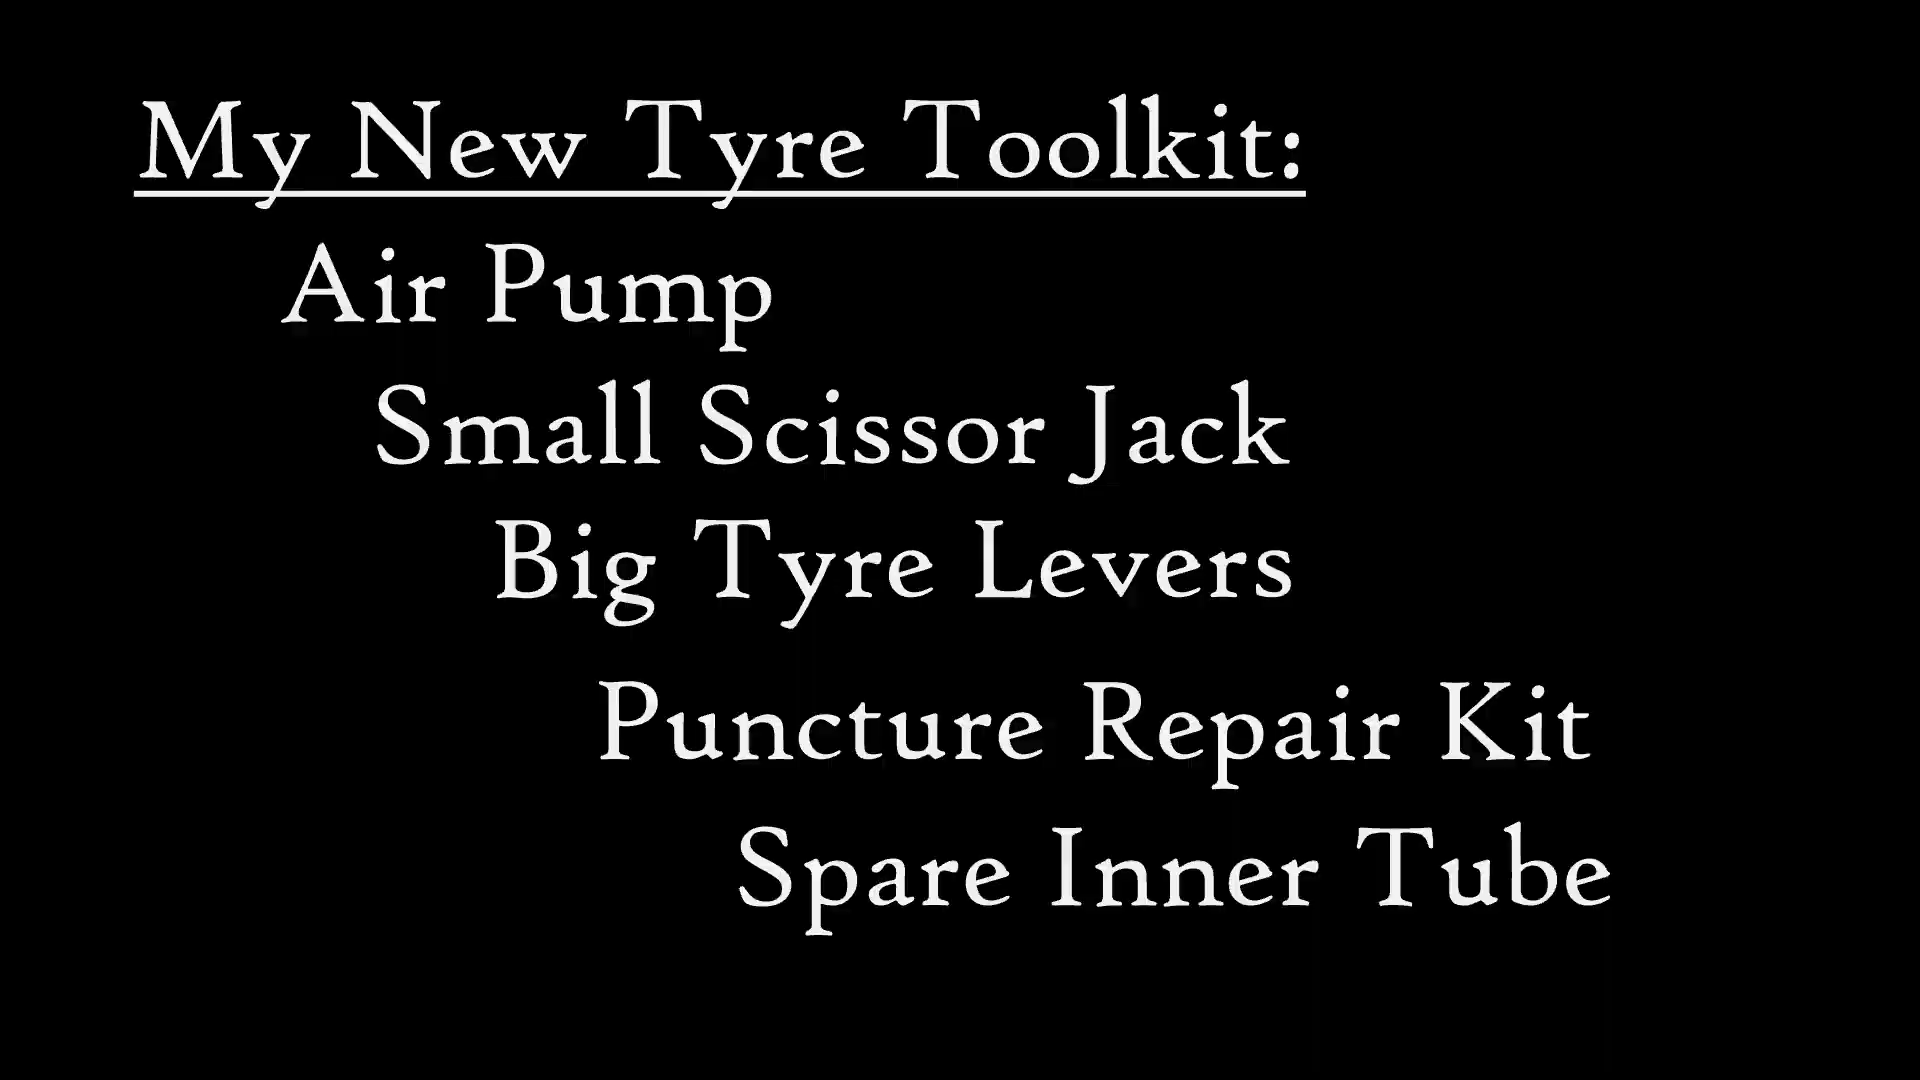 My New Tyre Toolkit:
Air Pump
Small Scissor Jack
Big Tyre Levers
Puncture Repair Kit
Spare Inner Tube